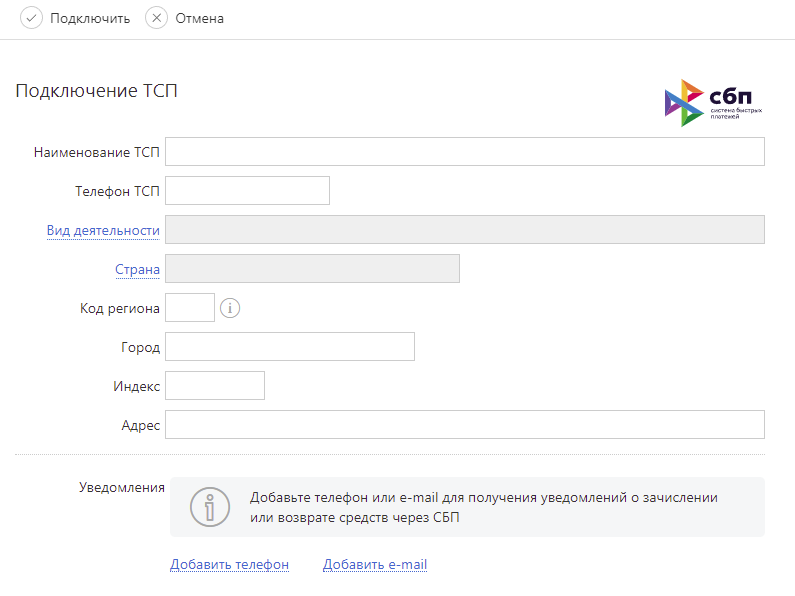 Подключить Отмена
Подключение ТСП
сбп
система быстрых
платежей
Наименование ТСП
Телефон ТСП
Вид деятельности
Страна
Код региона
Город
Индекс
Адрес
Уведомления
Добавьте телефон или e-mail для получения уведомлений о зачислении
или возврате средств через СБП
Добавить телефон Добавить e-mail